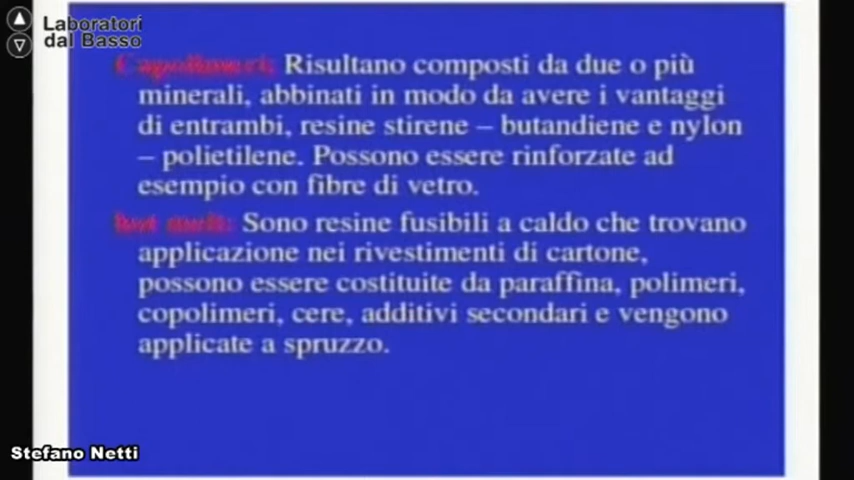 Laboratori
dal Basso
Risultano composti da due o più
minerali, abbinati in modo da avere i vantaggi
di entrambi, resine stirene – butandiene e nylon
– polietilene. Possono essere rinforzate ad
esempio con fibre di vetro.
hot melt: Sono resine fusibili a caldo che trovano
applicazione nei rivestimenti di cartone,
possono essere costituite da paraffina, polimeri,
copolimeri, cere, additivi secondari e vengono
applicate a spruzzo.
Stefano Netti